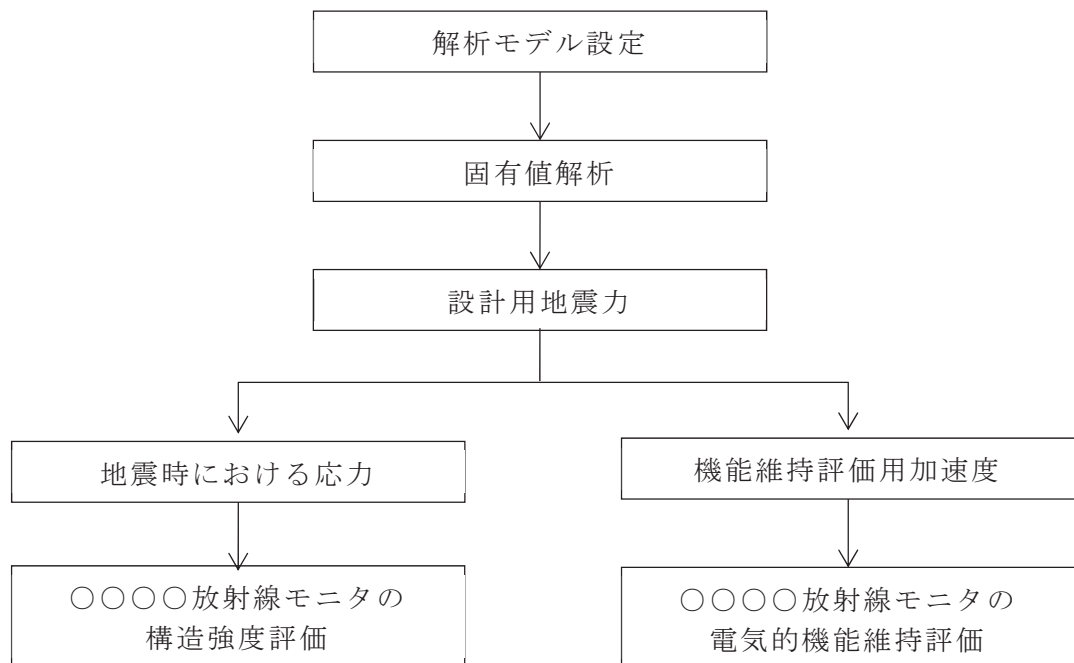 解析モデル設定
固有値解析
設計用地震力
地震時における応力
機能維持評価用加速度
○○○○放射線モニタの
構造強度評価
○○○○放射線モニタの
電気的機能維持評価